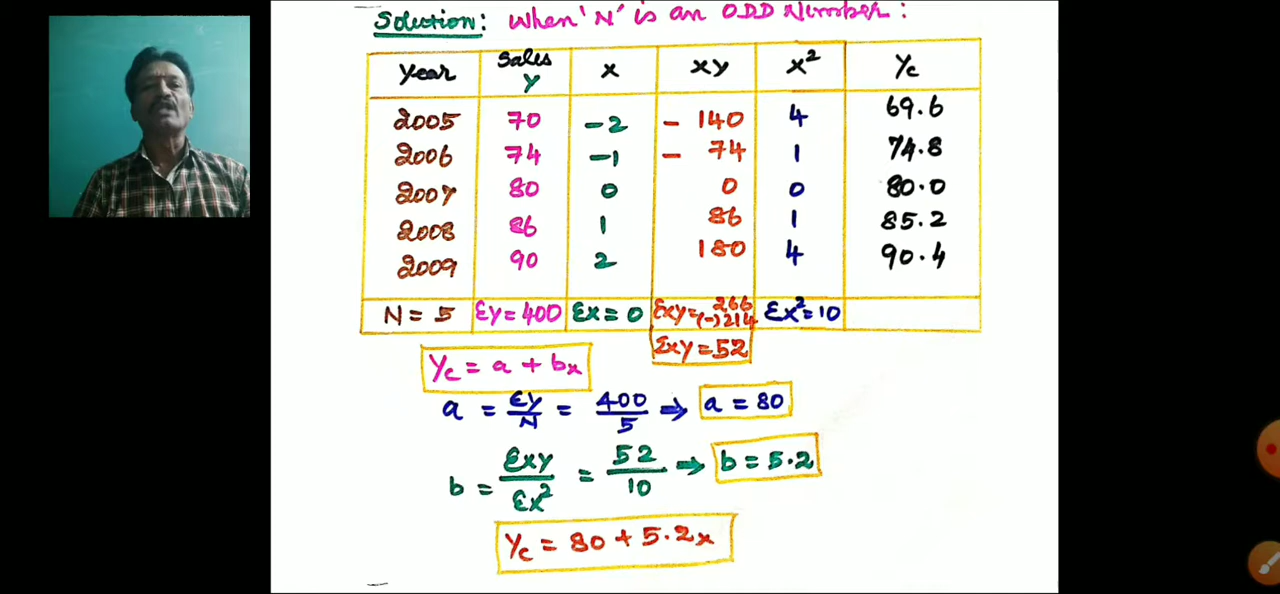 Solution: When 'N' is an ODD Number:
Year Sales Y x xy x² Yc
2005 70 -2 - 140 4 69.6
2006 74 -1 - 74 1 74.8
2007 80 0 0 0 80.0
2008 86 1 86 1 85.2
2009 90 2 180 4 90.4
N = 5 Σy = 400 Σx = 0 Σxy = 266 (-) 214 Σx² = 10
Σxy = 52
Yc = a + bx
a = Σy/N = 400/5 → a = 80
b = Σxy/Σx² = 52/10 → b = 5.2
Yc = 80 + 5.2x